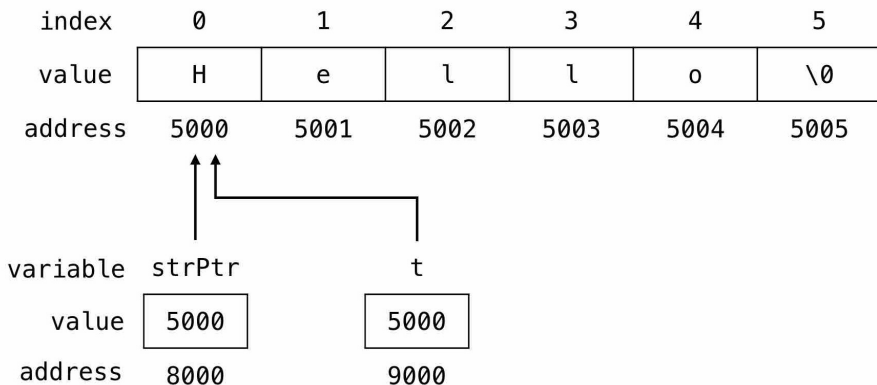 index 0 1 2 3 4 5
value H e l l o \0
address 5000 5001 5002 5003 5004 5005
variable strPtr t
value 5000 5000
address 8000 9000